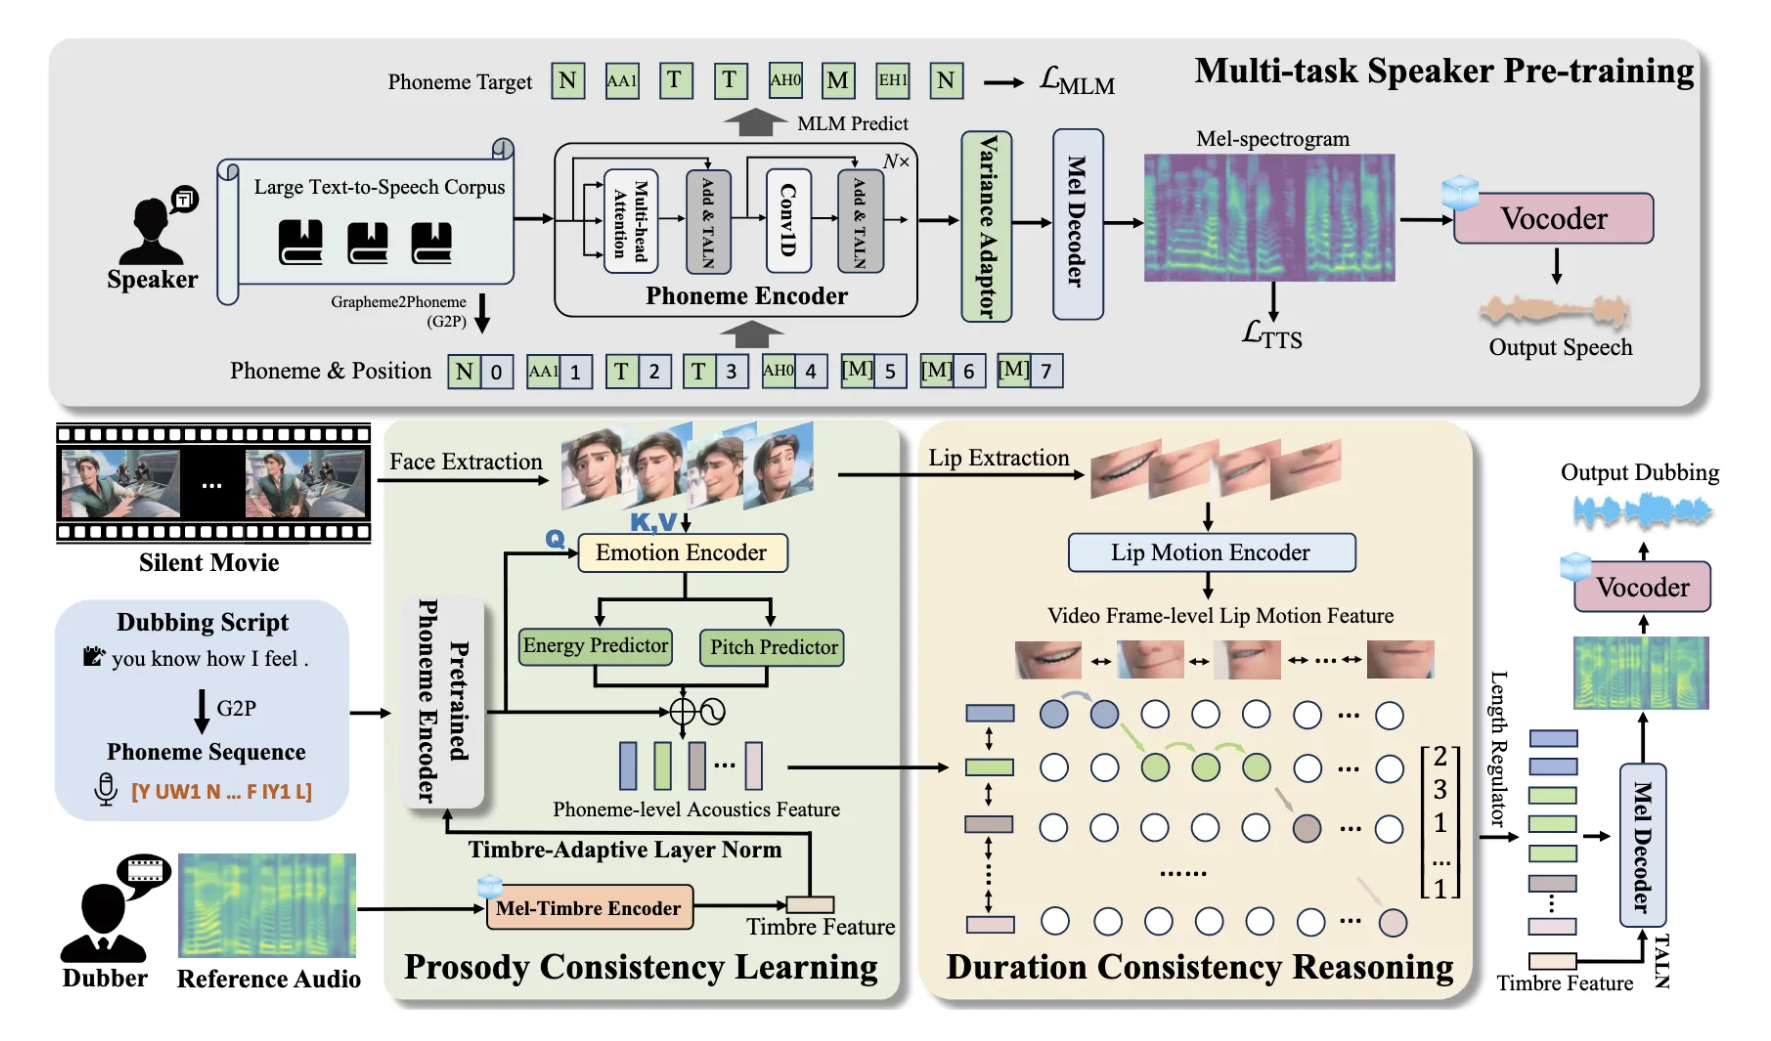 Multi-task Speaker Pre-training
Phoneme Target
N AA1 T T AH0 M EH1 N
ℒMLM
MLM Predict
Large Text-to-Speech Corpus
Speaker
Grapheme2Phoneme
(G2P)
N×
Multi-head
Attention
Add & TALN
Conv1D
Add & TALN
Phoneme Encoder
Variance Adaptor
Mel Decoder
Mel-spectrogram
ℒTTS
Vocoder
Output Speech
Phoneme & Position
N 0 AA1 1 T 2 T 3 AH0 4 [M] 5 [M] 6 [M] 7
...
Silent Movie
Dubbing Script
you know how I feel .
G2P
Phoneme Sequence
[Y UW1 N ... F IY1 L]
Dubber
Reference Audio
Face Extraction
K,V
Q
Emotion Encoder
Energy Predictor
Pitch Predictor
Pretrained
Phoneme Encoder
...
Phoneme-level Acoustics Feature
Timbre-Adaptive Layer Norm
Mel-Timbre Encoder
Timbre Feature
Prosody Consistency Learning
Lip Extraction
Lip Motion Encoder
Video Frame-level Lip Motion Feature
...
...
...
...
......
...
2
3
1
...
1
Duration Consistency Reasoning
Length Regulator
Output Dubbing
Vocoder
Mel Decoder
TALN
Timbre Feature